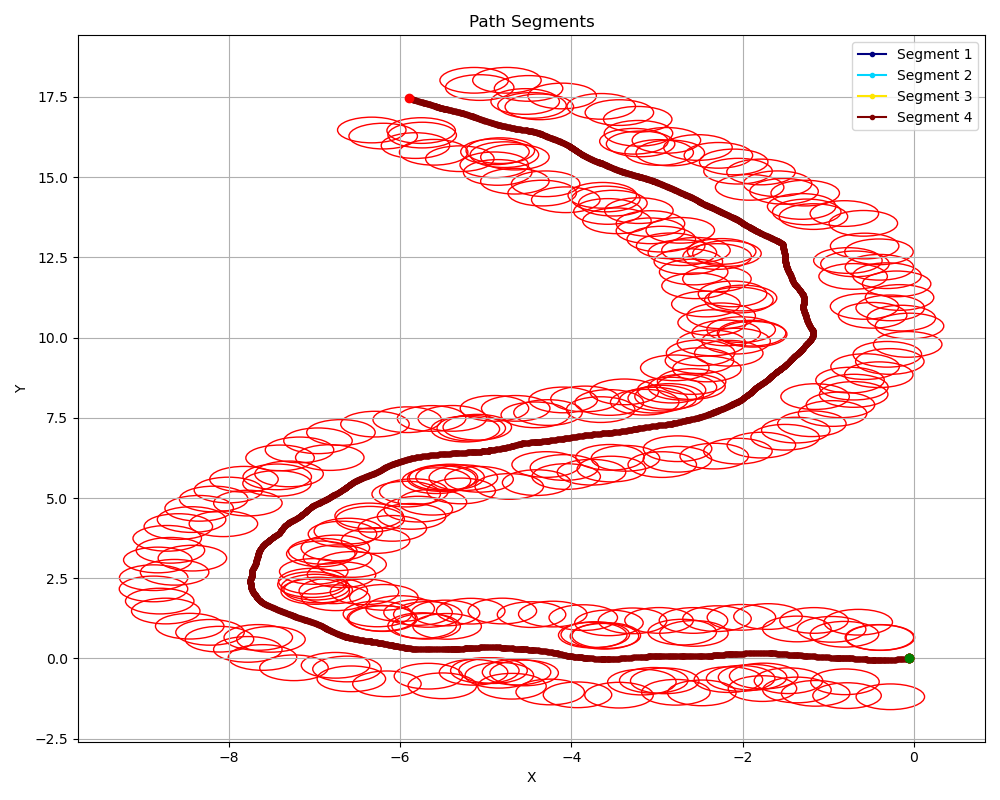 Path Segments
Segment 1
Segment 2
Segment 3
Segment 4
17.5
15.0
12.5
10.0
7.5
5.0
2.5
0.0
−2.5
Y
−8
−6
−4
−2
0
X